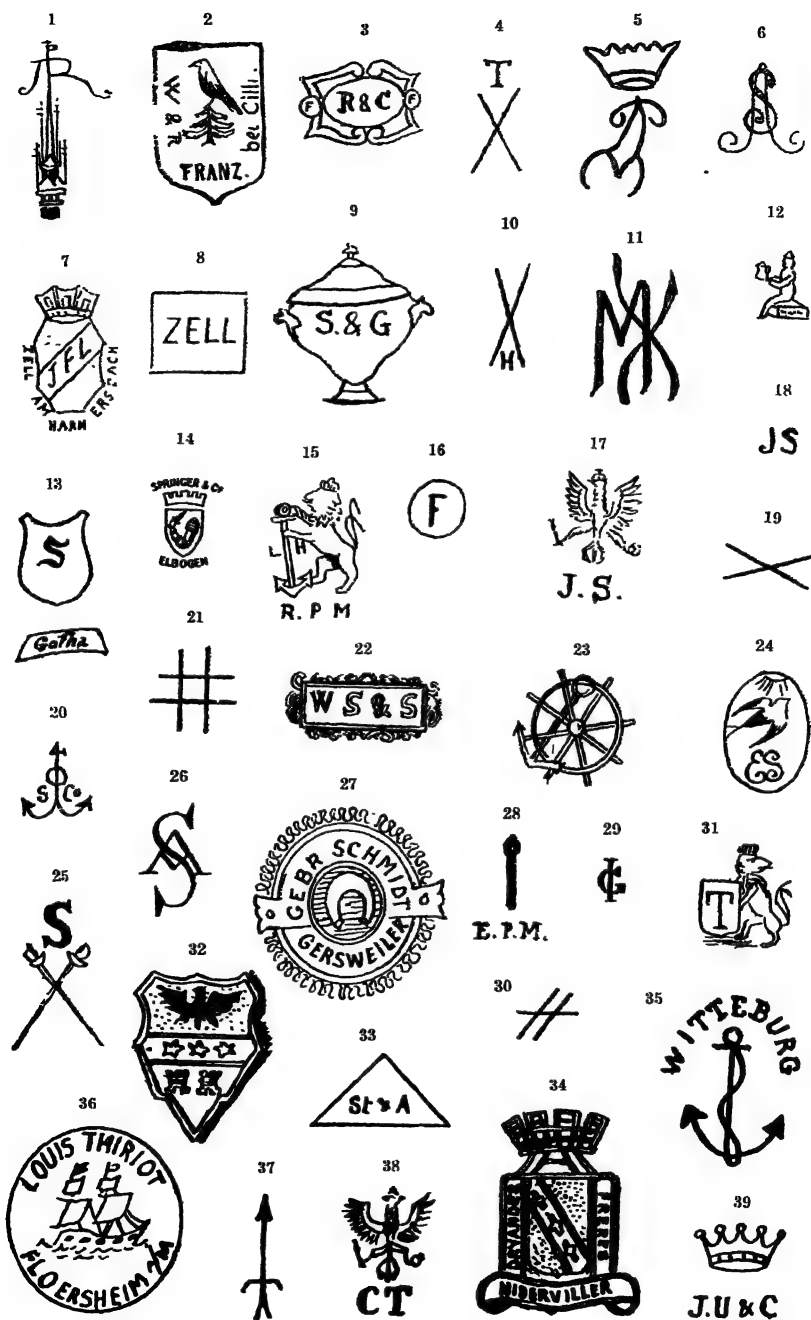 1
2
3
4
5
6
W & R
bei Cilli.
FRANZ.
F
R & C
F
T
7
8
9
10
11
12
JFL
ZELL
AM
HARM
ERSBACH
ZELL
S. & G
H
M
13
14
15
16
17
18
JS
S
SPRINGER & Co
ELBOGEN
H
R. P M
F
J. S.
19
Gotha
20
21
22
23
24
S Co
W S & S
ES
25
26
27
28
29
31
S
GEBR SCHMIDT
GERSWEILER
E. P. M.
T
32
33
30
35
St & A
WITTEBURG
36
37
38
34
39
LOUIS THIRIOT
FLOERSHEIM a/M
CT
FRERES
NIDERVILLER
J. U & C